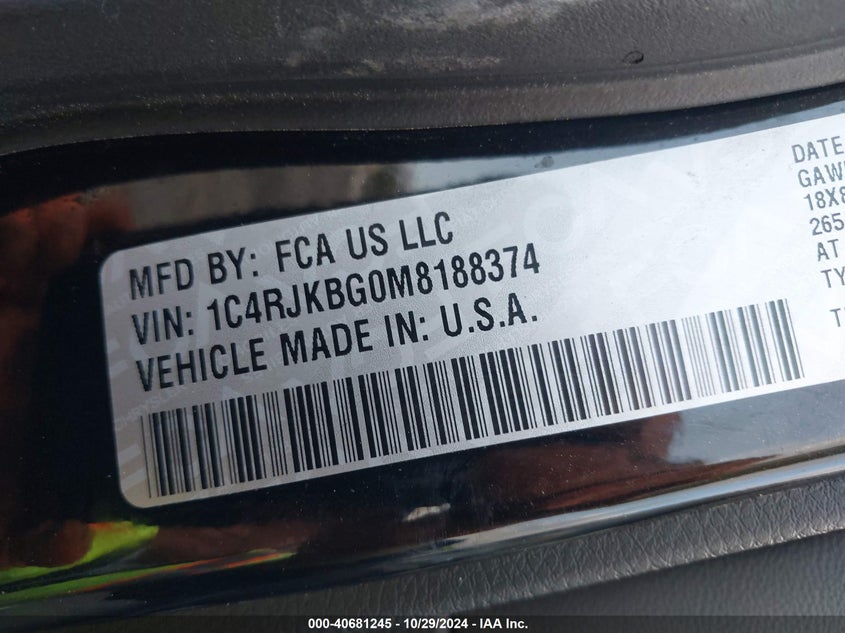 MFD BY: FCA US LLC
VIN: 1C4RJKBG0M8188374
VEHICLE MADE IN: U.S.A.
DATE
GAW
18X8
265
AT
TY
000-40681245 - 10/29/2024 - IAA Inc.